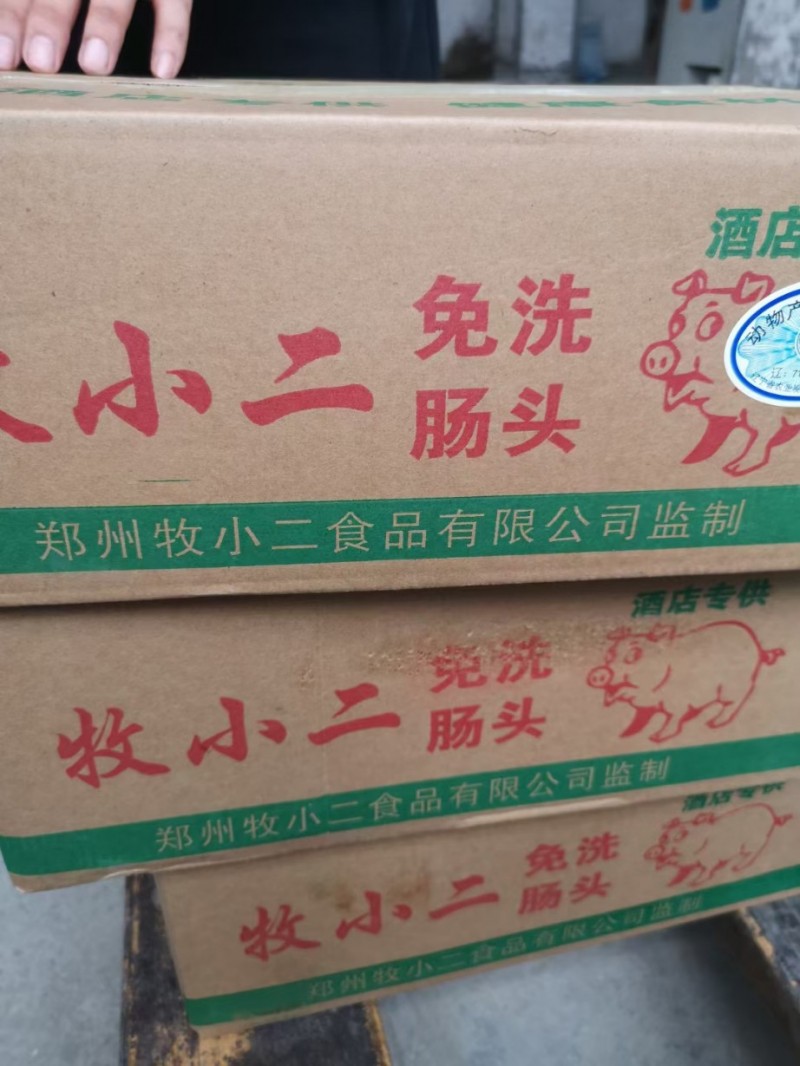 酒店
免洗
小二
肠头
动物产
郑州牧小二食品有限公司监制
酒店专供
免洗
牧小二
肠头
郑州牧小二食品有限公司监制
酒店专供
免洗
牧小二
肠头
郑州牧小二食品有限公司监制